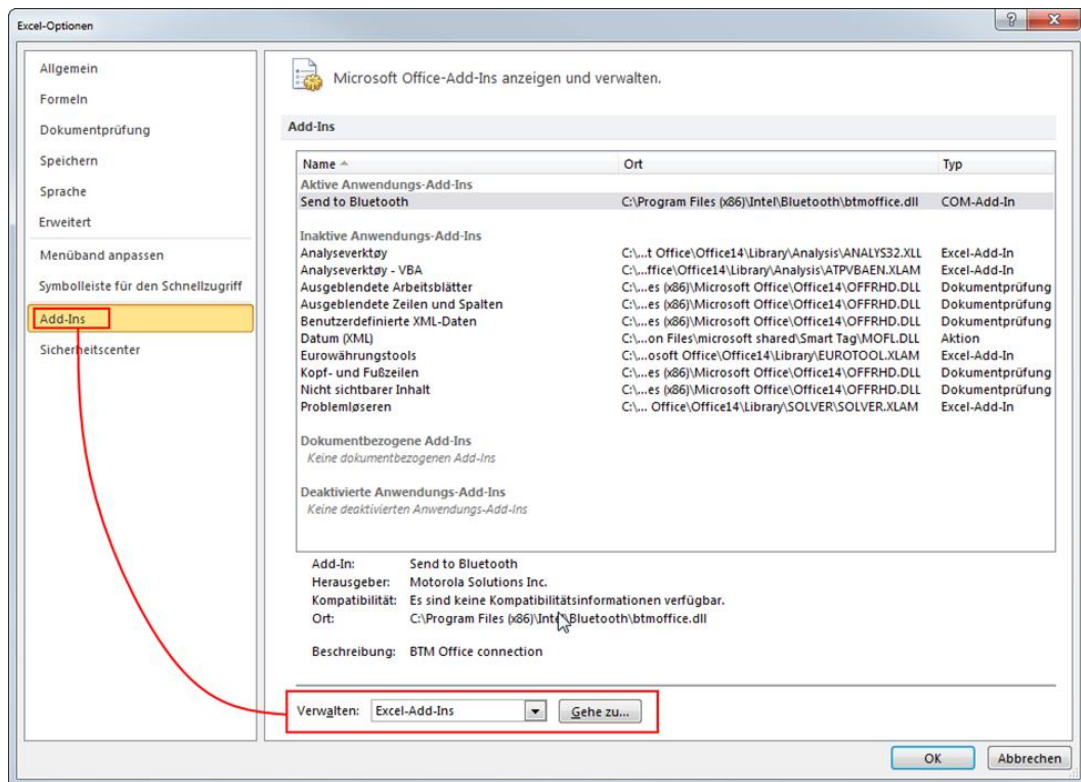 Excel-Optionen
Allgemein
Formeln
Dokumentprüfung
Speichern
Sprache
Erweitert
Menüband anpassen
Symbolleiste für den Schnellzugriff
Add-Ins
Sicherheitscenter
Microsoft Office-Add-Ins anzeigen und verwalten.
Add-Ins
Name Ort Typ
Aktive Anwendungs-Add-Ins
Send to Bluetooth C:\Program Files (x86)\Intel\Bluetooth\btmoffice.dll COM-Add-In
Inaktive Anwendungs-Add-Ins
Analyseverktøy C:\...t Office\Office14\Library\Analysis\ANALYS32.XLL Excel-Add-In
Analyseverktøy - VBA C:\...ffice\Office14\Library\Analysis\ATPVBAEN.XLAM Excel-Add-In
Ausgeblendete Arbeitsblätter C:\...es (x86)\Microsoft Office\Office14\OFFRHD.DLL Dokumentprüfung
Ausgeblendete Zeilen und Spalten C:\...es (x86)\Microsoft Office\Office14\OFFRHD.DLL Dokumentprüfung
Benutzerdefinierte XML-Daten C:\...es (x86)\Microsoft Office\Office14\OFFRHD.DLL Dokumentprüfung
Datum (XML) C:\...on Files\microsoft shared\Smart Tag\MOFL.DLL Aktion
Eurowährungstools C:\...osoft Office\Office14\Library\EUROTOOL.XLAM Excel-Add-In
Kopf- und Fußzeilen C:\...es (x86)\Microsoft Office\Office14\OFFRHD.DLL Dokumentprüfung
Nicht sichtbarer Inhalt C:\...es (x86)\Microsoft Office\Office14\OFFRHD.DLL Dokumentprüfung
Problemløseren C:\... Office\Office14\Library\SOLVER\SOLVER.XLAM Excel-Add-In
Dokumentbezogene Add-Ins
Keine dokumentbezogenen Add-Ins
Deaktivierte Anwendungs-Add-Ins
Keine deaktivierten Anwendungs-Add-Ins
Add-In: Send to Bluetooth
Herausgeber: Motorola Solutions Inc.
Kompatibilität: Es sind keine Kompatibilitätsinformationen verfügbar.
Ort: C:\Program Files (x86)\Intel\Bluetooth\btmoffice.dll
Beschreibung: BTM Office connection
Verwalten: Excel-Add-Ins Gehe zu...
OK Abbrechen